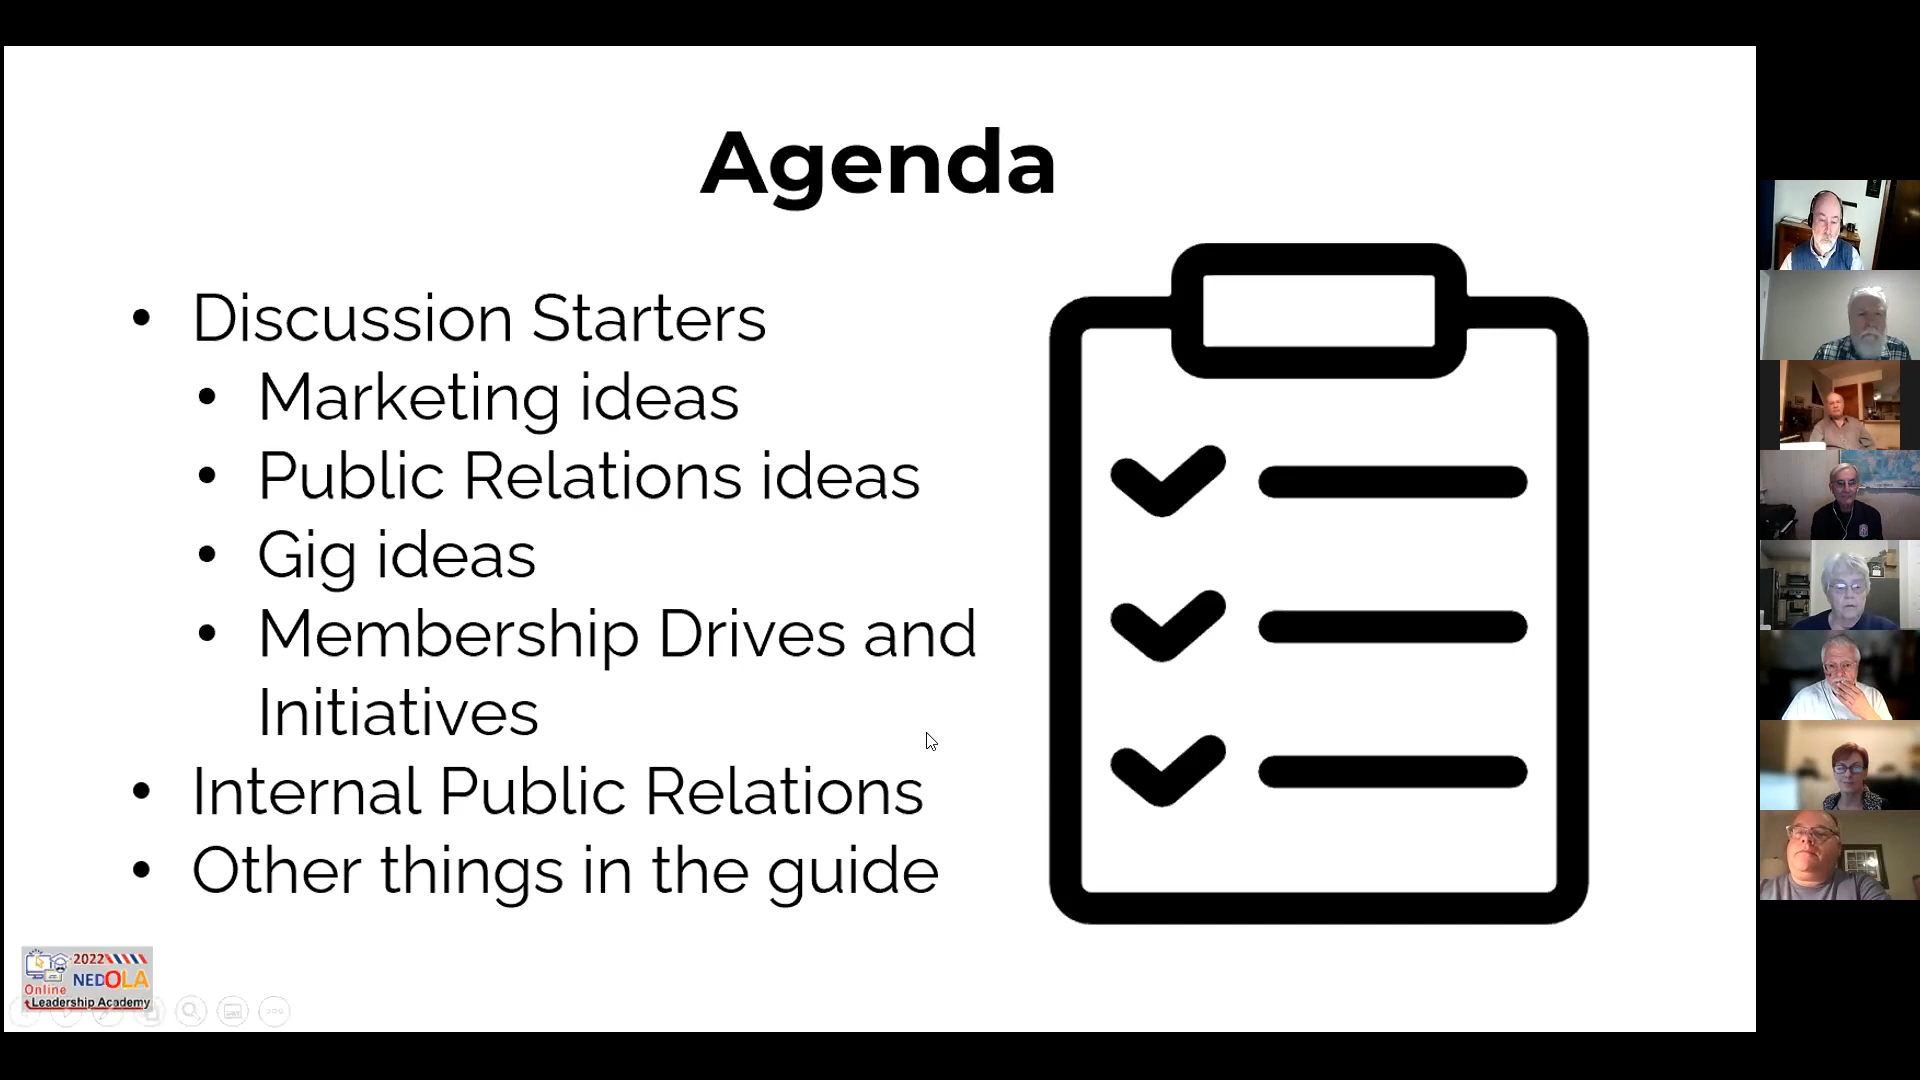 Agenda
• Discussion Starters
• Marketing ideas
• Public Relations ideas
• Gig ideas
• Membership Drives and
Initiatives
• Internal Public Relations
• Other things in the guide
2022
NEDOLA
Online
Leadership Academy